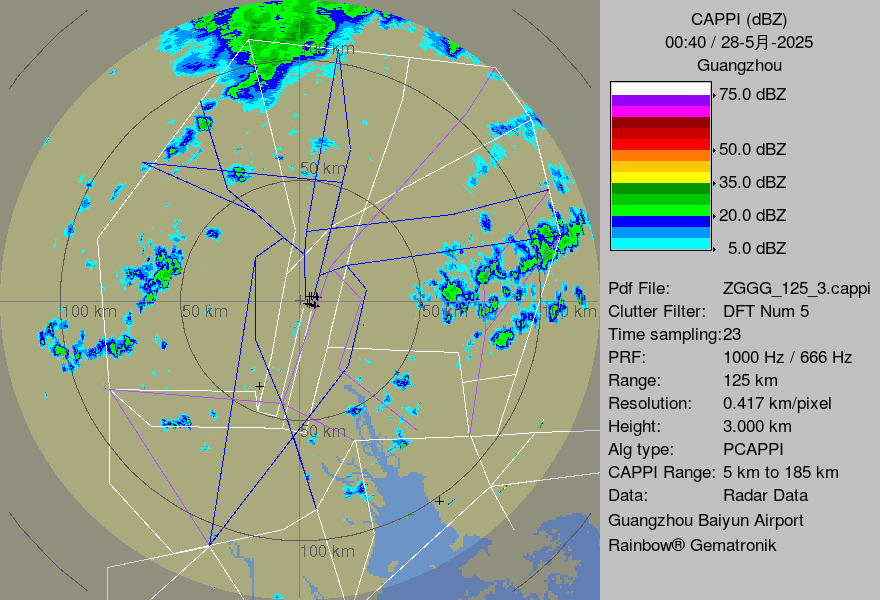 CAPPI (dBZ)
00:40 / 28-5月-2025
Guangzhou
75.0 dBZ
50.0 dBZ
35.0 dBZ
20.0 dBZ
5.0 dBZ
Pdf File: ZGGG_125_3.cappi
Clutter Filter: DFT Num 5
Time sampling:23
PRF: 1000 Hz / 666 Hz
Range: 125 km
Resolution: 0.417 km/pixel
Height: 3.000 km
Alg type: PCAPPI
CAPPI Range: 5 km to 185 km
Data: Radar Data
Guangzhou Baiyun Airport
Rainbow® Gematronik
100 km
50 km
100 km
50 km
50 km
100 km
50 km
100 km